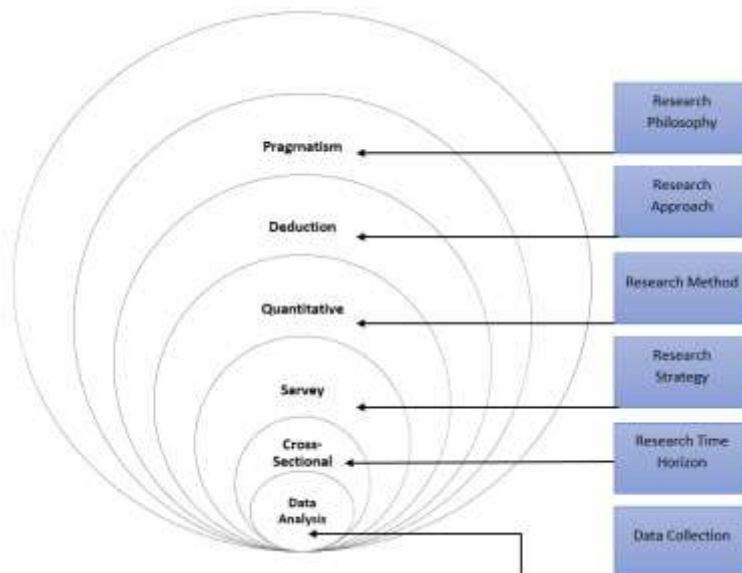 Research
Philosophy
Pragmatism
Research
Approach
Deduction
Research Method
Quantitative
Research
Strategy
Sarvey
Research Time
Horizon
Cross-
Sectional
Data
Analysis
Data Collection